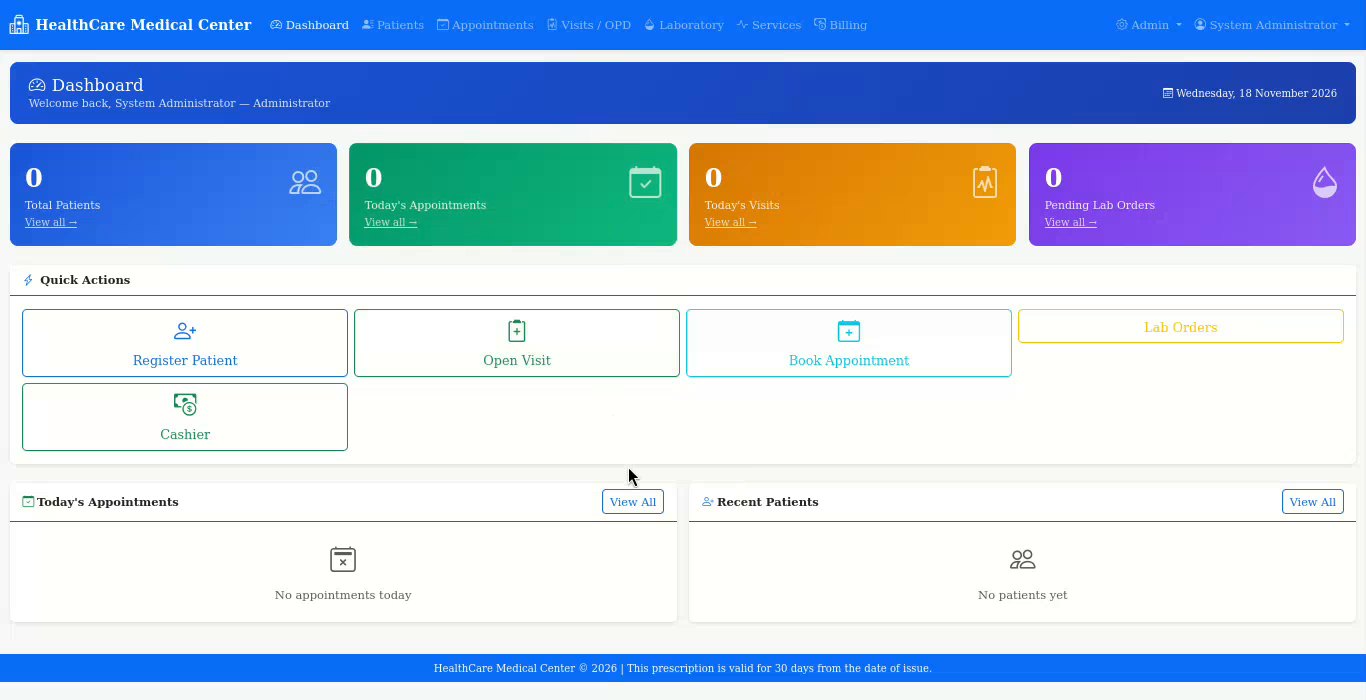 HealthCare Medical Center Dashboard Patients Appointments Visits / OPD Laboratory Services Billing Admin System Administrator
Dashboard
Welcome back, System Administrator — Administrator
Wednesday, 18 November 2026
0
Total Patients
View all →
0
Today's Appointments
View all →
0
Today's Visits
View all →
0
Pending Lab Orders
View all →
Quick Actions
Register Patient
Open Visit
Book Appointment
Lab Orders
Cashier
Today's Appointments View All
No appointments today
Recent Patients View All
No patients yet
HealthCare Medical Center © 2026 | This prescription is valid for 30 days from the date of issue.